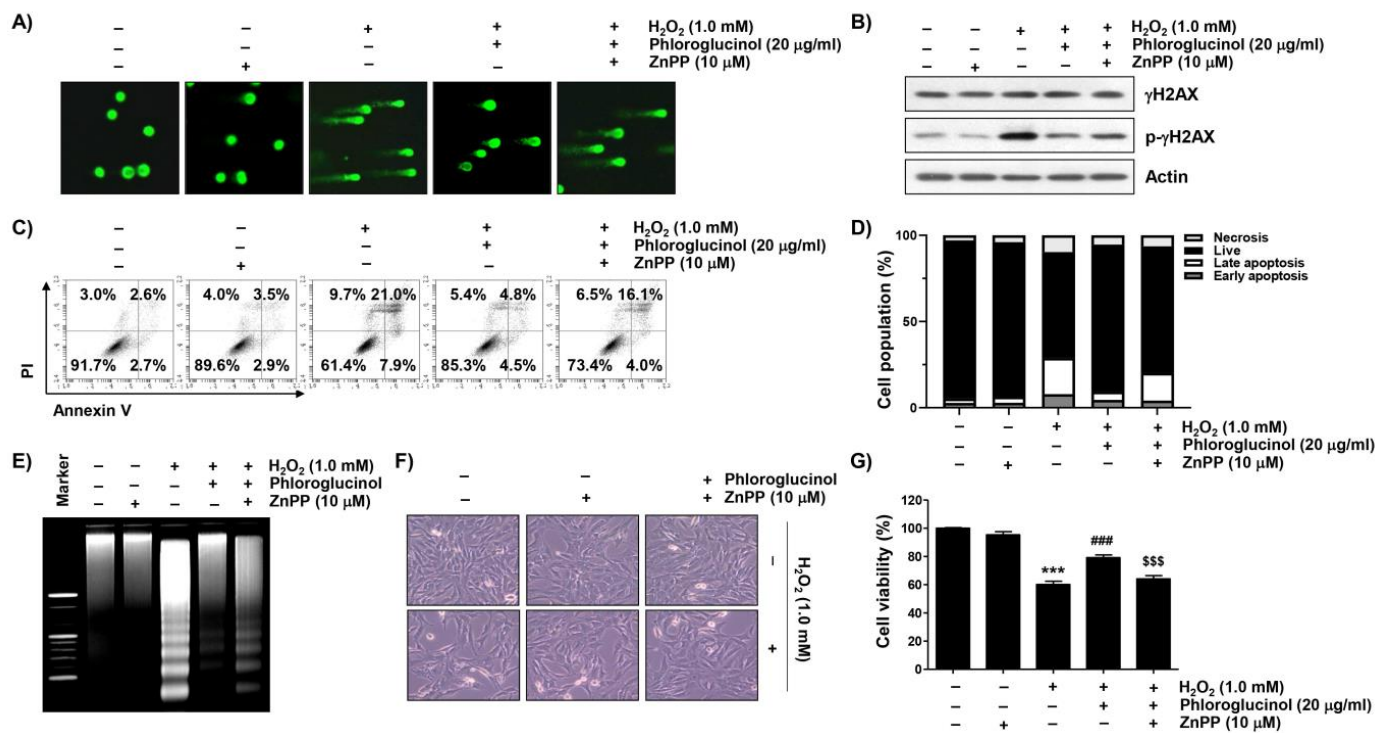 A)
– – + + + H₂O₂ (1.0 mM)
– – – + + Phloroglucinol (20 μg/ml)
– + – – + ZnPP (10 μM)
B)
– – + + + H₂O₂ (1.0 mM)
– – – + + Phloroglucinol (20 μg/ml)
– + – – + ZnPP (10 μM)
γH2AX
p-γH2AX
Actin
C)
– – + + + H₂O₂ (1.0 mM)
– – – + + Phloroglucinol (20 μg/ml)
– + – – + ZnPP (10 μM)
3.0% 2.6% 4.0% 3.5% 9.7% 21.0% 5.4% 4.8% 6.5% 16.1%
91.7% 2.7% 89.6% 2.9% 61.4% 7.9% 85.3% 4.5% 73.4% 4.0%
PI
Annexin V
D)
Cell population (%)
100
50
0
Necrosis
Live
Late apoptosis
Early apoptosis
– – + + + H₂O₂ (1.0 mM)
– – – + + Phloroglucinol (20 μg/ml)
– + – – + ZnPP (10 μM)
E)
Marker
– – + + + H₂O₂ (1.0 mM)
– – – + + Phloroglucinol
– + – – + ZnPP (10 μM)
F)
– – + Phloroglucinol
– + + ZnPP (10 μM)
–
+
H₂O₂ (1.0 mM)
G)
Cell viability (%)
120
100
80
60
40
20
0
***
###
$$$
– – + + + H₂O₂ (1.0 mM)
– – – + + Phloroglucinol (20 μg/ml)
– + – – + ZnPP (10 μM)